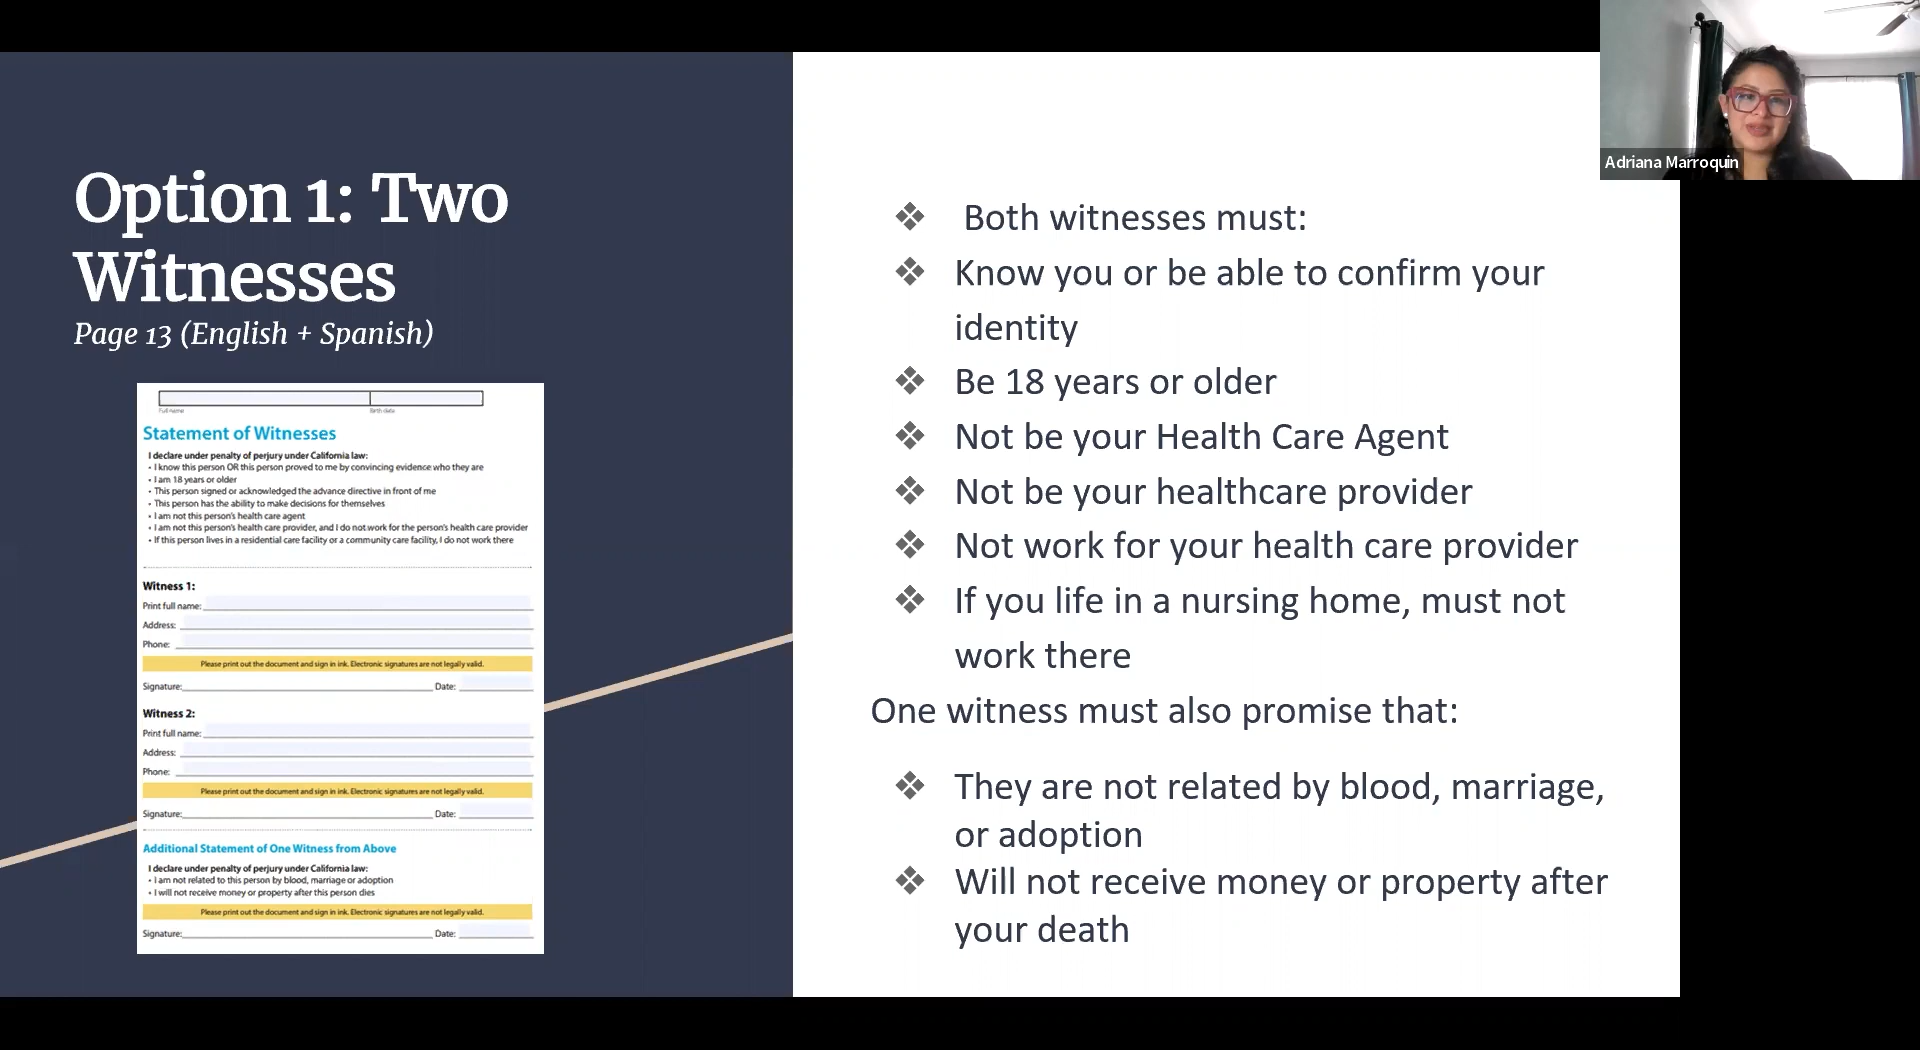 Option 1: Two
Witnesses
Page 13 (English + Spanish)
Full name
Birth date
Statement of Witnesses
I declare under penalty of perjury under California law:
• I know this person OR this person proved to me by convincing evidence who they are
• I am 18 years or older
• This person signed or acknowledged the advance directive in front of me
• This person has the ability to make decisions for themselves
• I am not this person's health care agent
• I am not this person's health care provider, and I do not work for the person's health care provider
• If this person lives in a residential care facility or a community care facility, I do not work there
Witness 1:
Print full name:
Address:
Phone:
Please print out the document and sign in ink. Electronic signatures are not legally valid.
Signature: Date:
Witness 2:
Print full name:
Address:
Phone:
Please print out the document and sign in ink. Electronic signatures are not legally valid.
Signature: Date:
Additional Statement of One Witness from Above
I declare under penalty of perjury under California law:
• I am not related to this person by blood, marriage or adoption
• I will not receive money or property after this person dies
Please print out the document and sign in ink. Electronic signatures are not legally valid.
Signature: Date:
❖ Both witnesses must:
❖ Know you or be able to confirm your
identity
❖ Be 18 years or older
❖ Not be your Health Care Agent
❖ Not be your healthcare provider
❖ Not work for your health care provider
❖ If you life in a nursing home, must not
work there
One witness must also promise that:
❖ They are not related by blood, marriage,
or adoption
❖ Will not receive money or property after
your death
Adriana Marroquin